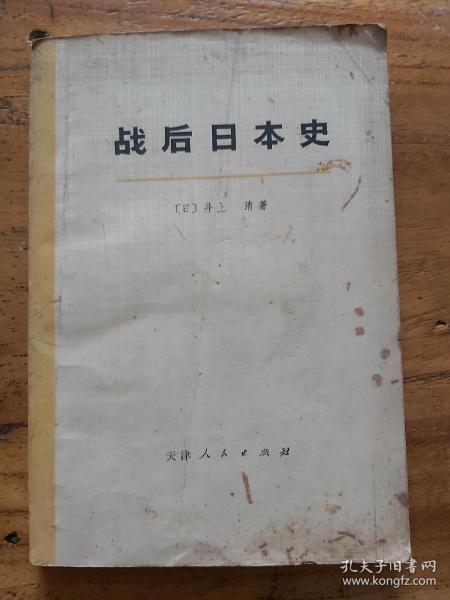 战后日本史
〔日〕井上 清著
天津人民出版社
孔夫子旧书网
www.kongfz.com